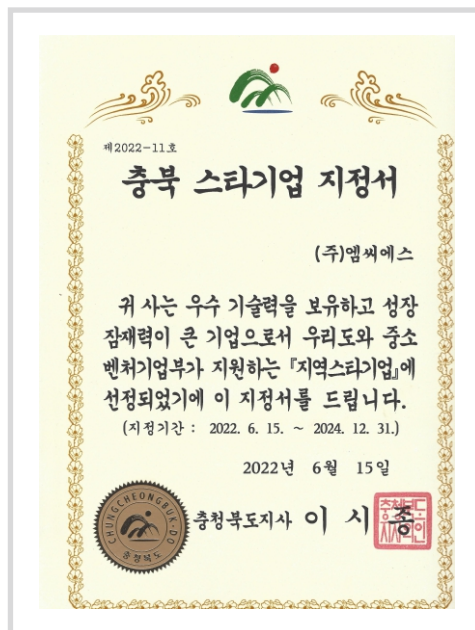 제2022-11호
충북 스타기업 지정서
(주)엠씨에스
귀 사는 우수 기술력을 보유하고 성장
잠재력이 큰 기업으로서 우리도와 중소
벤처기업부가 지원하는 『지역스타기업』에
선정되었기에 이 지정서를 드립니다.
(지정기간 : 2022. 6. 15. ~ 2024. 12. 31.)
2022년 6월 15일
CHUNGCHEONGBUK-DO
충청북도
충청북도지사 이 시 종